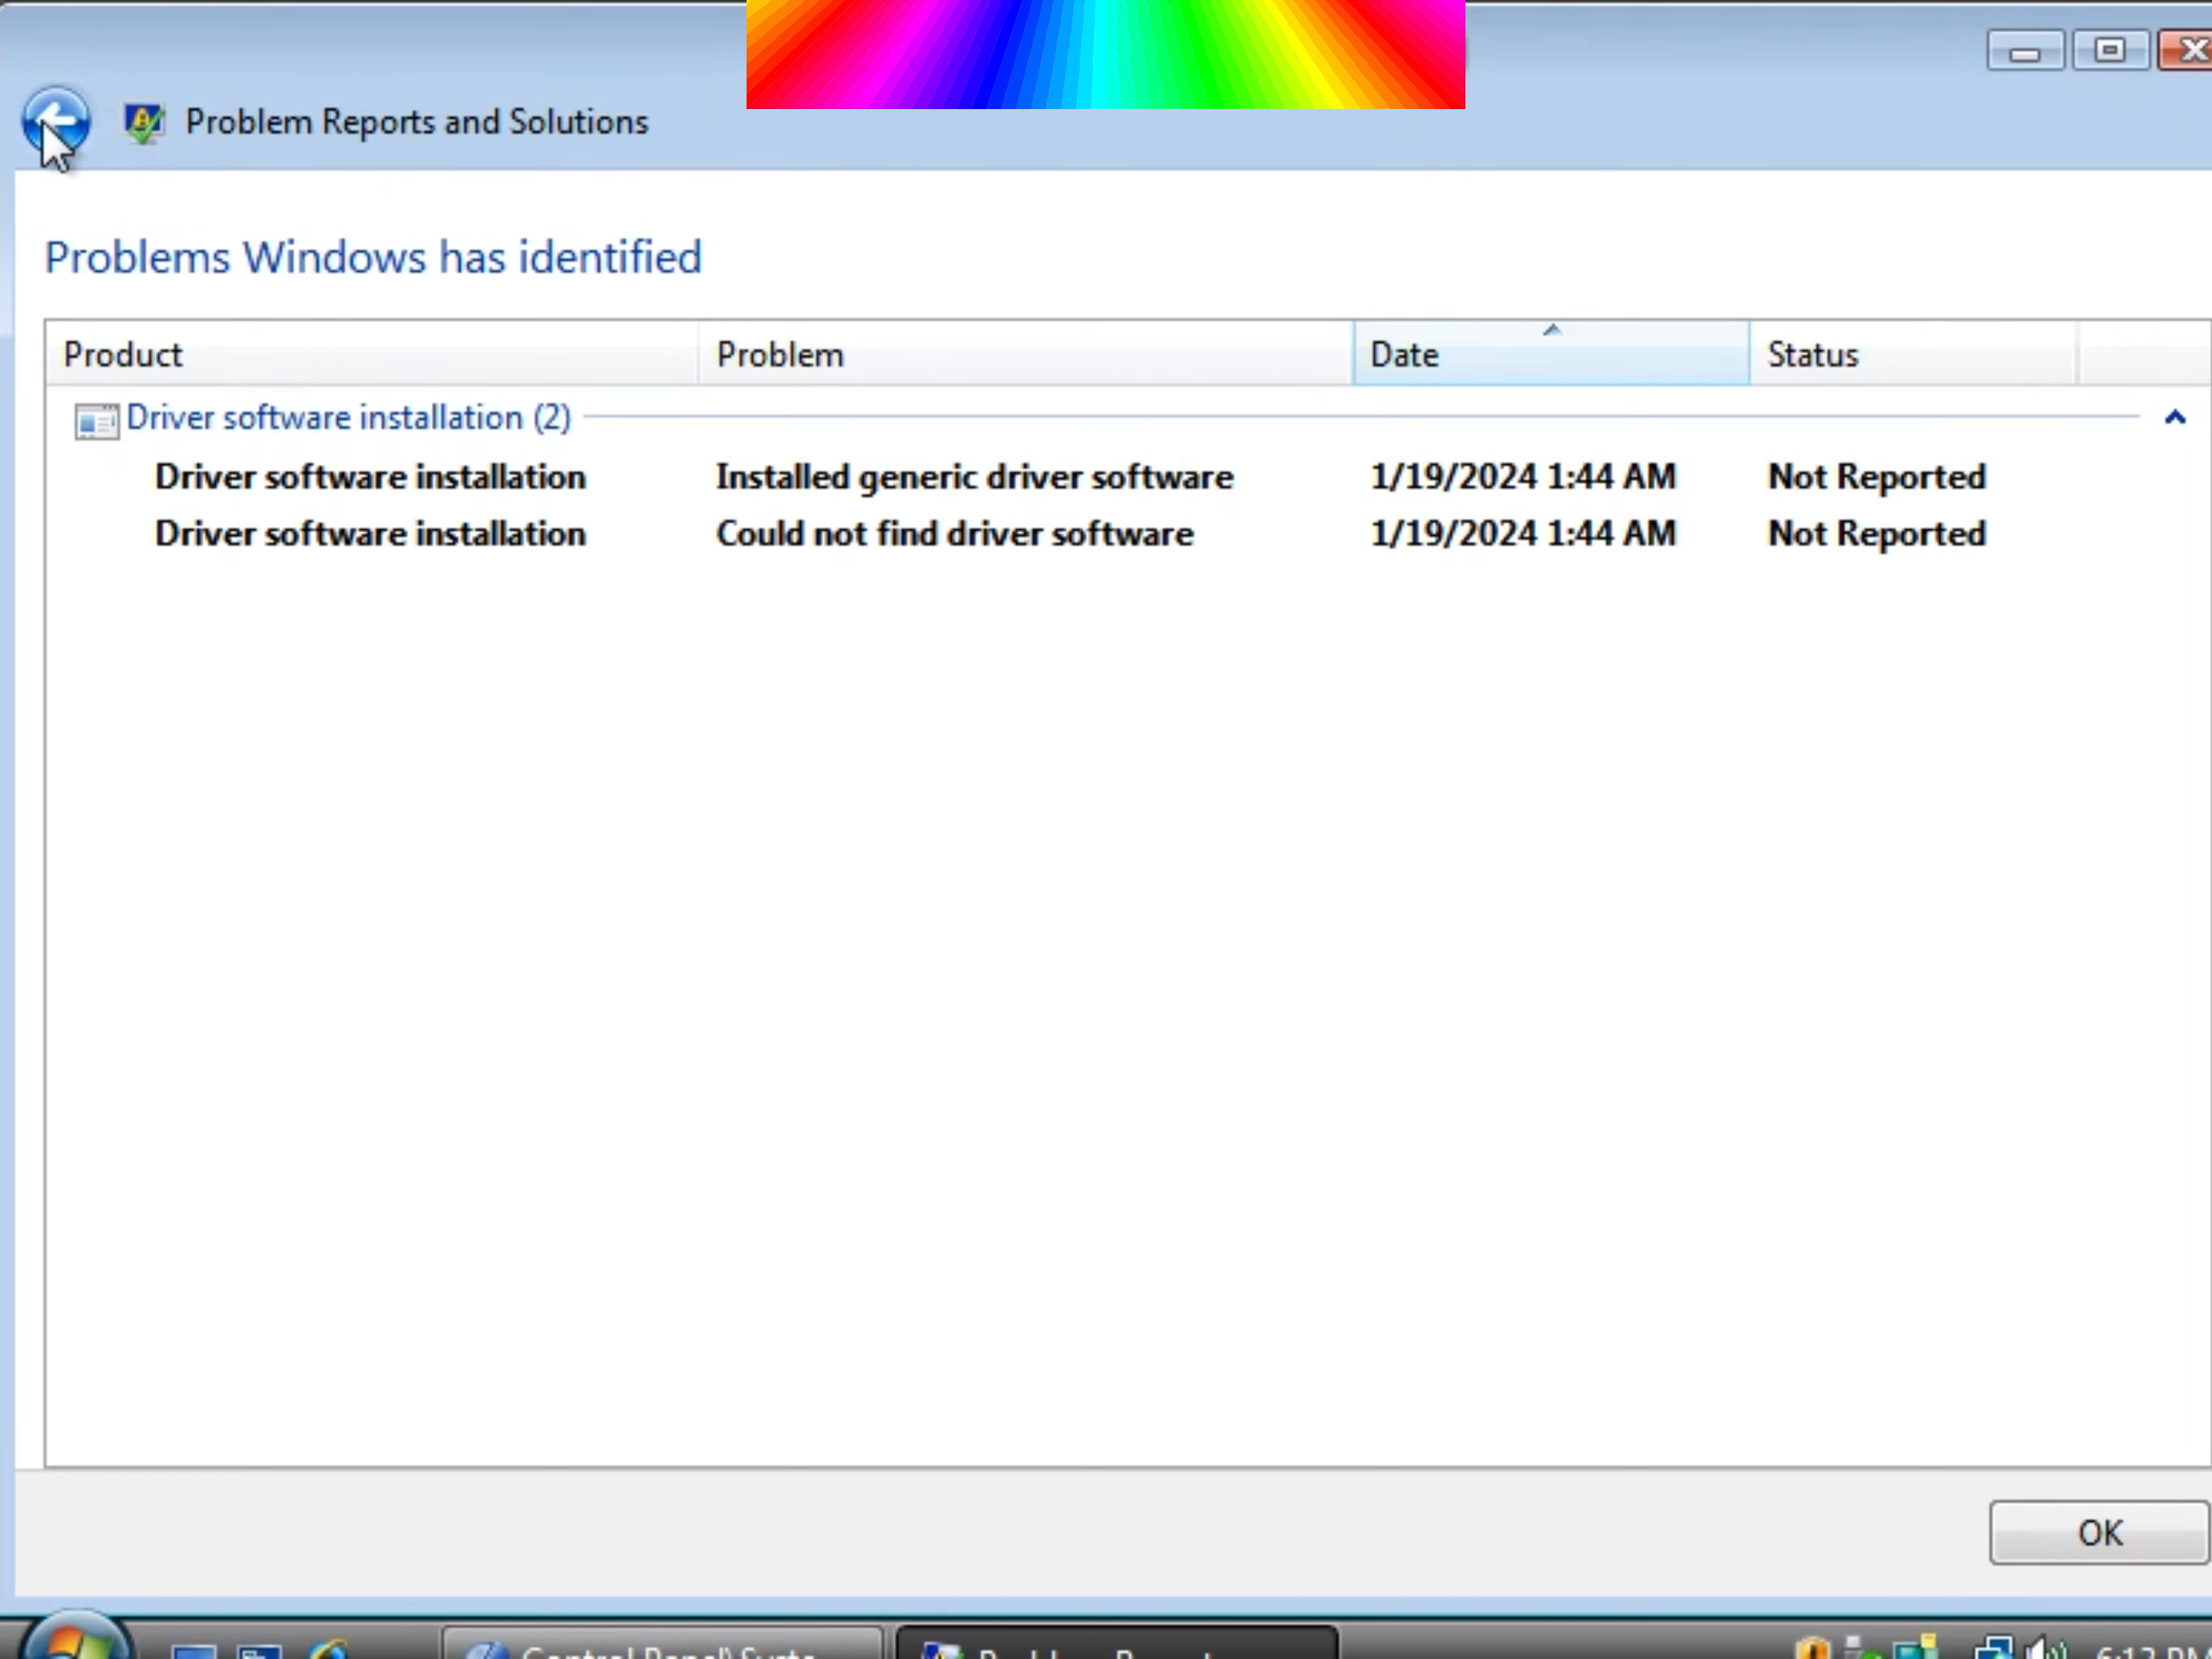 Problem Reports and Solutions
Problems Windows has identified
Product Problem Date Status
Driver software installation (2)
Driver software installation Installed generic driver software 1/19/2024 1:44 AM Not Reported
Driver software installation Could not find driver software 1/19/2024 1:44 AM Not Reported
OK